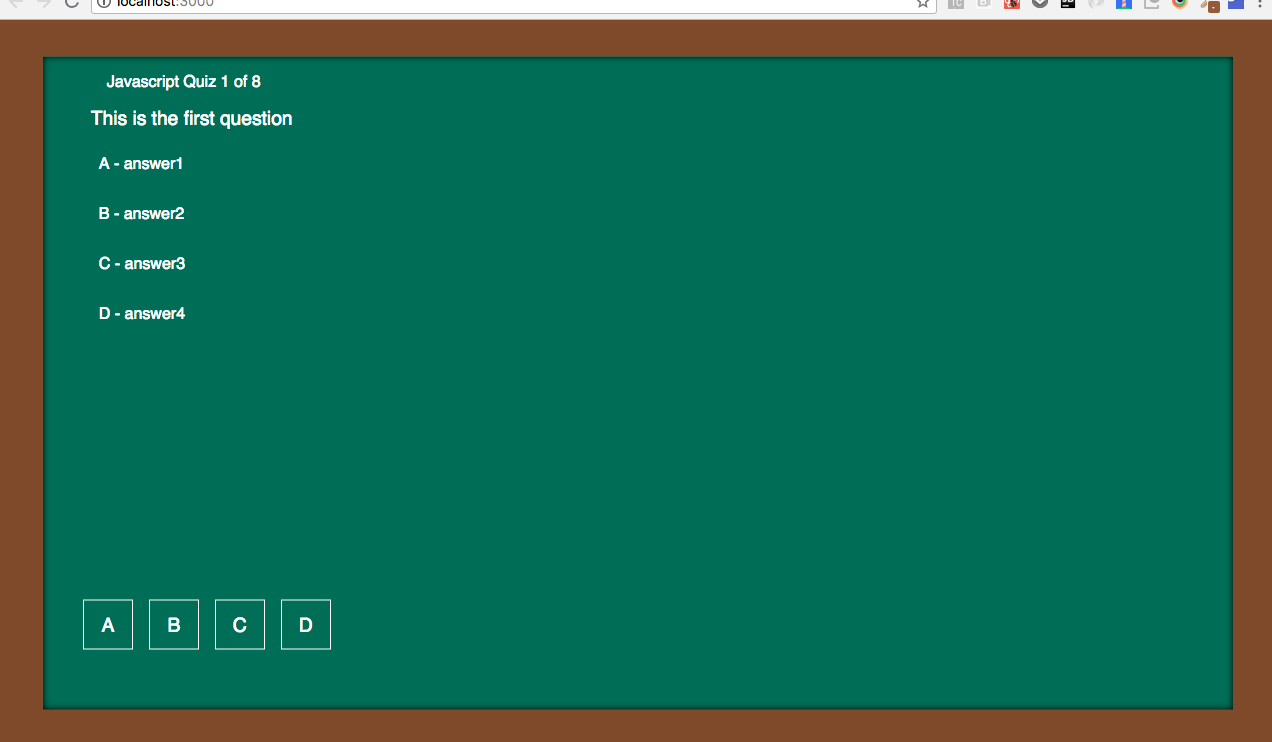 localhost:3000
Javascript Quiz 1 of 8
This is the first question
A - answer1
B - answer2
C - answer3
D - answer4
A B C D